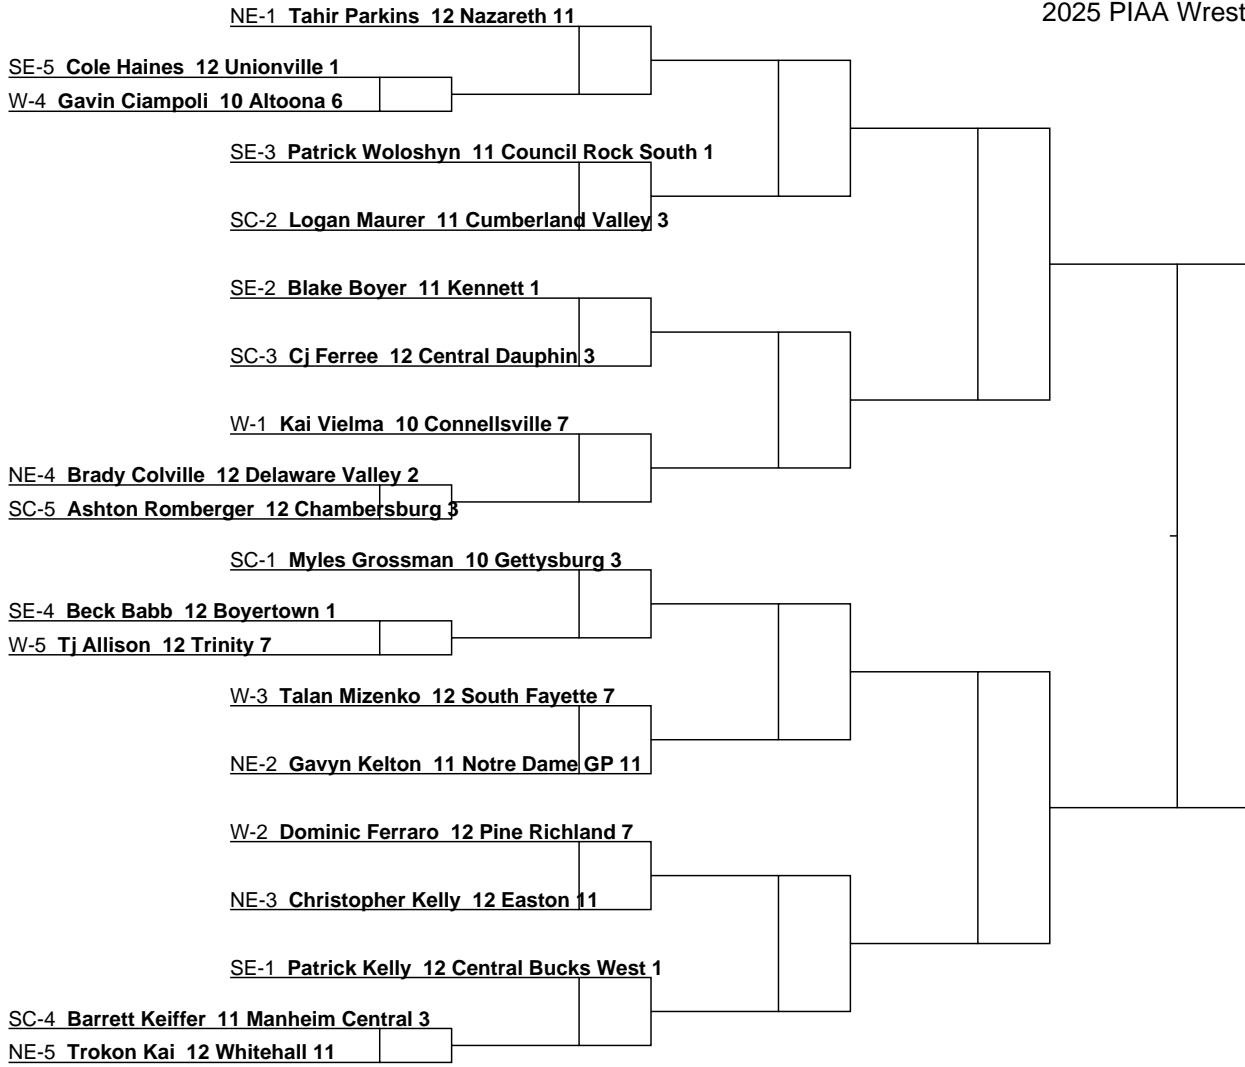 NE-1 Tahir Parkins 12 Nazareth 11
2025 PIAA Wrest
SE-5 Cole Haines 12 Unionville 1
W-4 Gavin Ciampoli 10 Altoona 6
SE-3 Patrick Woloshyn 11 Council Rock South 1
SC-2 Logan Maurer 11 Cumberland Valley 3
SE-2 Blake Boyer 11 Kennett 1
SC-3 Cj Ferree 12 Central Dauphin 3
W-1 Kai Vielma 10 Connellsville 7
NE-4 Brady Colville 12 Delaware Valley 2
SC-5 Ashton Romberger 12 Chambersburg 3
SC-1 Myles Grossman 10 Gettysburg 3
SE-4 Beck Babb 12 Boyertown 1
W-5 Tj Allison 12 Trinity 7
W-3 Talan Mizenko 12 South Fayette 7
NE-2 Gavyn Kelton 11 Notre Dame GP 11
W-2 Dominic Ferraro 12 Pine Richland 7
NE-3 Christopher Kelly 12 Easton 11
SE-1 Patrick Kelly 12 Central Bucks West 1
SC-4 Barrett Keiffer 11 Manheim Central 3
NE-5 Trokon Kai 12 Whitehall 11